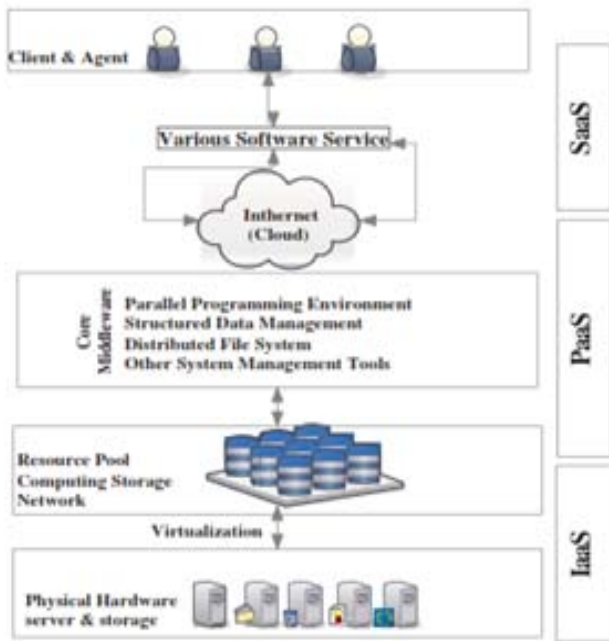 Client & Agent
Various Software Service
Inthernet
(Cloud)
Core
Middleware
Parallel Programming Environment
Structured Data Management
Distributed File System
Other System Management Tools
Resource Pool
Computing Storage
Network
Virtualization
Physical Hardware
server & storage
SaaS
PaaS
IaaS